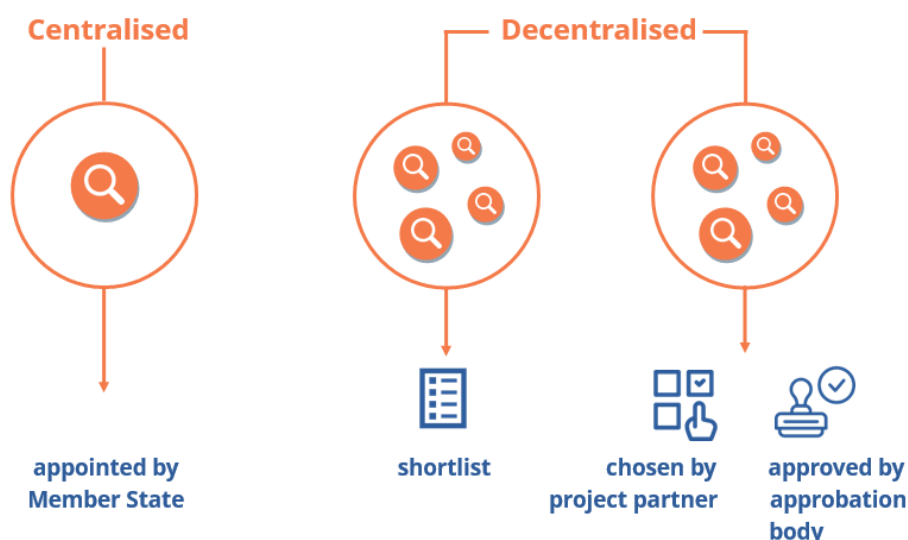 Centralised
Decentralised
appointed by
Member State
shortlist
chosen by
project partner
approved by
approbation
body